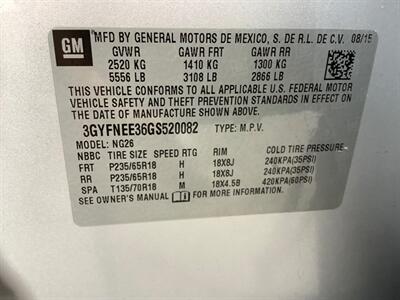 GM
MFD BY GENERAL MOTORS DE MEXICO, S. DE R.L. DE C.V. 08/15
GVWR GAWR FRT GAWR RR
2520 KG 1410 KG 1300 KG
5556 LB 3108 LB 2866 LB
THIS VEHICLE CONFORMS TO ALL APPLICABLE U.S. FEDERAL MOTOR
VEHICLE SAFETY AND THEFT PREVENTION STANDARDS IN EFFECT ON
THE DATE OF MANUFACTURE SHOWN ABOVE.
3GYFNEE36GS520082 TYPE: M.P.V.
MODEL: NG26
NBBC TIRE SIZE SPEED RTG RIM COLD TIRE PRESSURE
FRT P235/65R18 H 18X8J 240KPA(35PSI)
RR P235/65R18 H 18X8J 240KPA(35PSI)
SPA T135/70R18 M 18X4.5B 420KPA(60PSI)
SEE OWNER'S MANUAL FOR MORE INFORMATION.